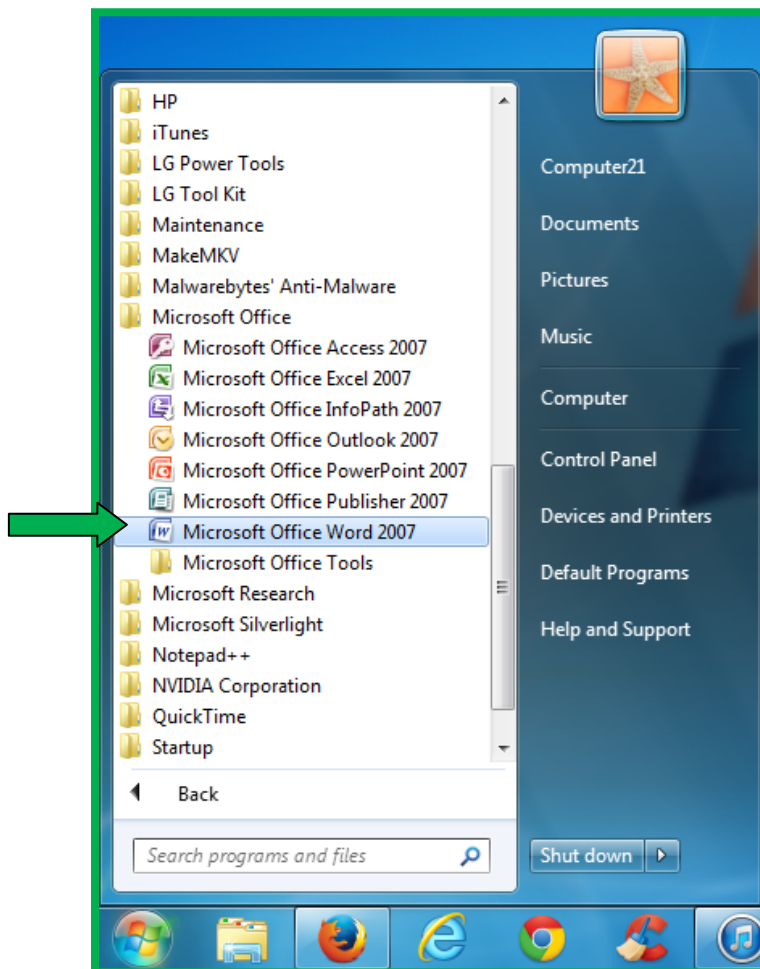 HP
iTunes
LG Power Tools
LG Tool Kit
Maintenance
MakeMKV
Malwarebytes' Anti-Malware
Microsoft Office
Microsoft Office Access 2007
Microsoft Office Excel 2007
Microsoft Office InfoPath 2007
Microsoft Office Outlook 2007
Microsoft Office PowerPoint 2007
Microsoft Office Publisher 2007
Microsoft Office Word 2007
Microsoft Office Tools
Microsoft Research
Microsoft Silverlight
Notepad++
NVIDIA Corporation
QuickTime
Startup
Back
Search programs and files
Computer21
Documents
Pictures
Music
Computer
Control Panel
Devices and Printers
Default Programs
Help and Support
Shut down